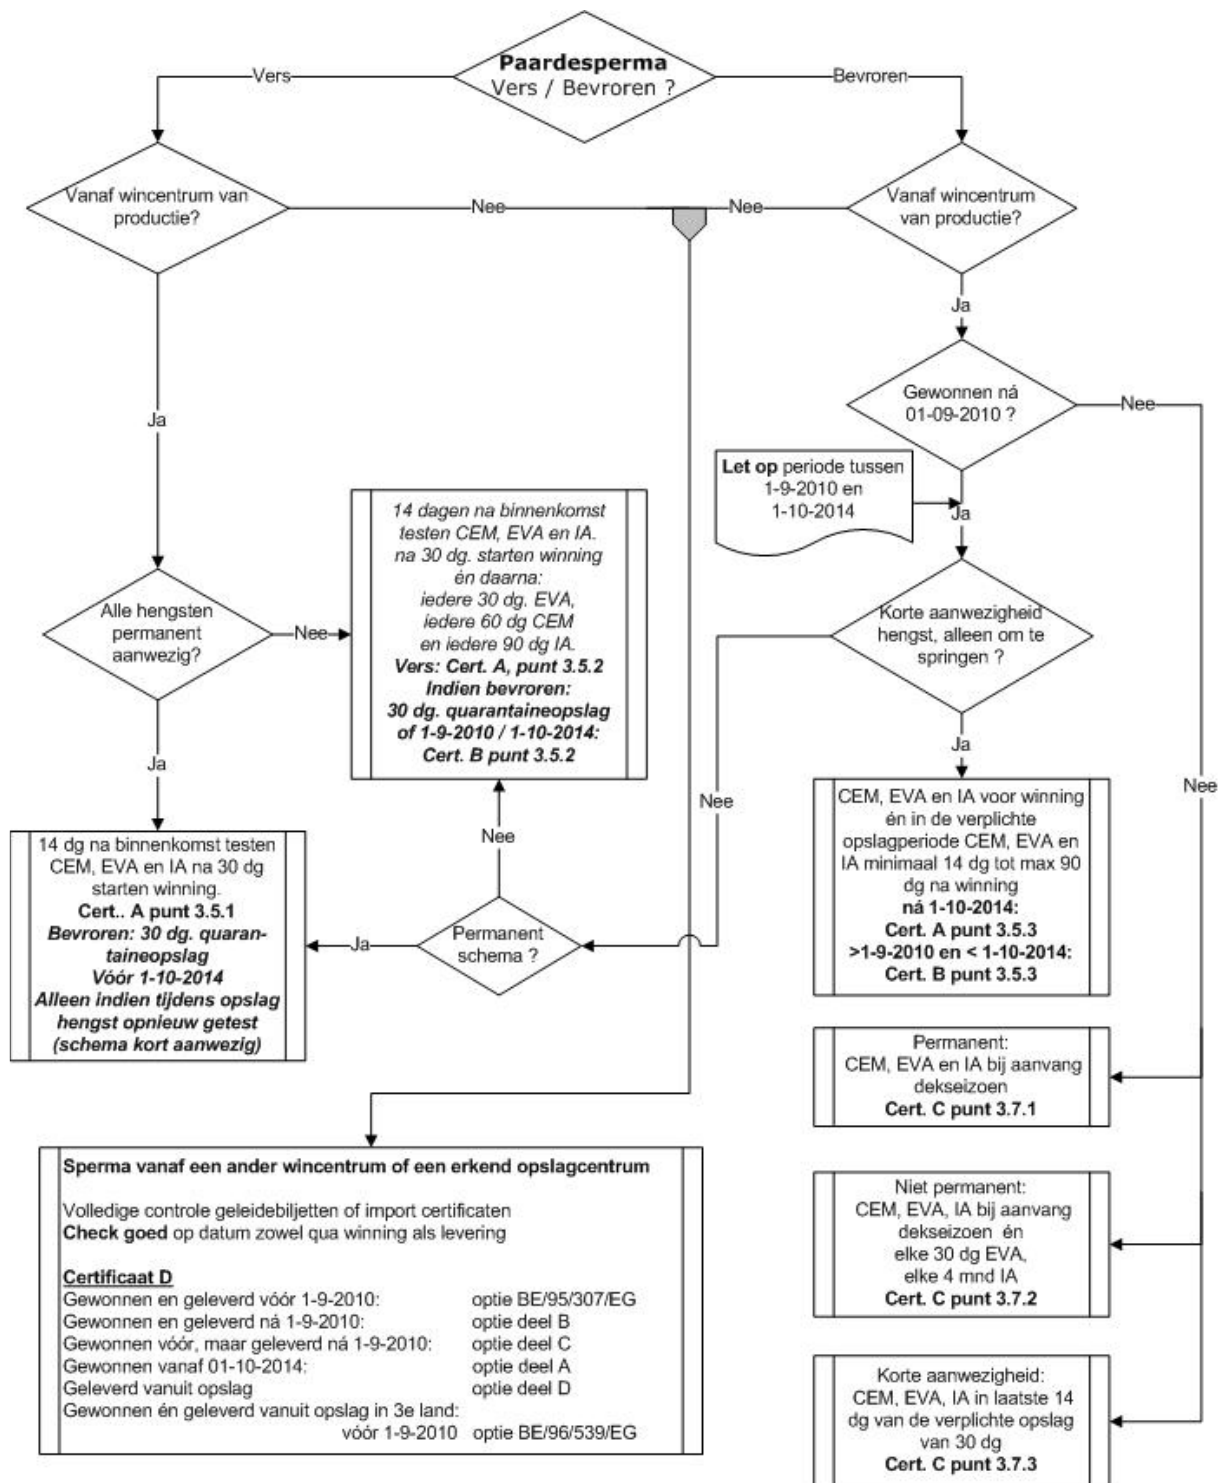 Paardesperma
Vers / Bevroren ?
Vers
Bevroren
Vanaf wincentrum van
productie?
Nee
Nee
Vanaf wincentrum
van productie?
Ja
Ja
Gewonnen ná
01-09-2010 ?
Nee
Let op periode tussen
1-9-2010 en
1-10-2014
Ja
14 dagen na binnenkomst
testen CEM, EVA en IA.
na 30 dg. starten winning
én daarna:
iedere 30 dg. EVA,
iedere 60 dg CEM
en iedere 90 dg IA.
Vers: Cert. A, punt 3.5.2
Indien bevroren:
30 dg. quarantaineopslag
of 1-9-2010 / 1-10-2014:
Cert. B punt 3.5.2
Alle hengsten
permanent
aanwezig?
Nee
Korte aanwezigheid
hengst, alleen om te
springen ?
Ja
Ja
Nee
Nee
Nee
CEM, EVA en IA voor winning
én in de verplichte
opslagperiode CEM, EVA en
IA minimaal 14 dg tot max 90
dg na winning
ná 1-10-2014:
Cert. A punt 3.5.3
>1-9-2010 en < 1-10-2014:
Cert. B punt 3.5.3
14 dg na binnenkomst testen
CEM, EVA en IA na 30 dg
starten winning.
Cert.. A punt 3.5.1
Bevroren: 30 dg. quaran-
taineopslag
Vóór 1-10-2014
Alleen indien tijdens opslag
hengst opnieuw getest
(schema kort aanwezig)
Ja
Permanent
schema ?
Permanent:
CEM, EVA en IA bij aanvang
dekseizoen
Cert. C punt 3.7.1
Sperma vanaf een ander wincentrum of een erkend opslagcentrum
Volledige controle geleidebiljetten of import certificaten
Check goed op datum zowel qua winning als levering
Certificaat D
Gewonnen en geleverd vóór 1-9-2010: optie BE/95/307/EG
Gewonnen en geleverd ná 1-9-2010: optie deel B
Gewonnen vóór, maar geleverd ná 1-9-2010: optie deel C
Gewonnen vanaf 01-10-2014: optie deel A
Geleverd vanuit opslag optie deel D
Gewonnen én geleverd vanuit opslag in 3e land:
vóór 1-9-2010 optie BE/96/539/EG
Niet permanent:
CEM, EVA, IA bij aanvang
dekseizoen én
elke 30 dg EVA,
elke 4 mnd IA
Cert. C punt 3.7.2
Korte aanwezigheid:
CEM, EVA, IA in laatste 14
dg van de verplichte opslag
van 30 dg
Cert. C punt 3.7.3